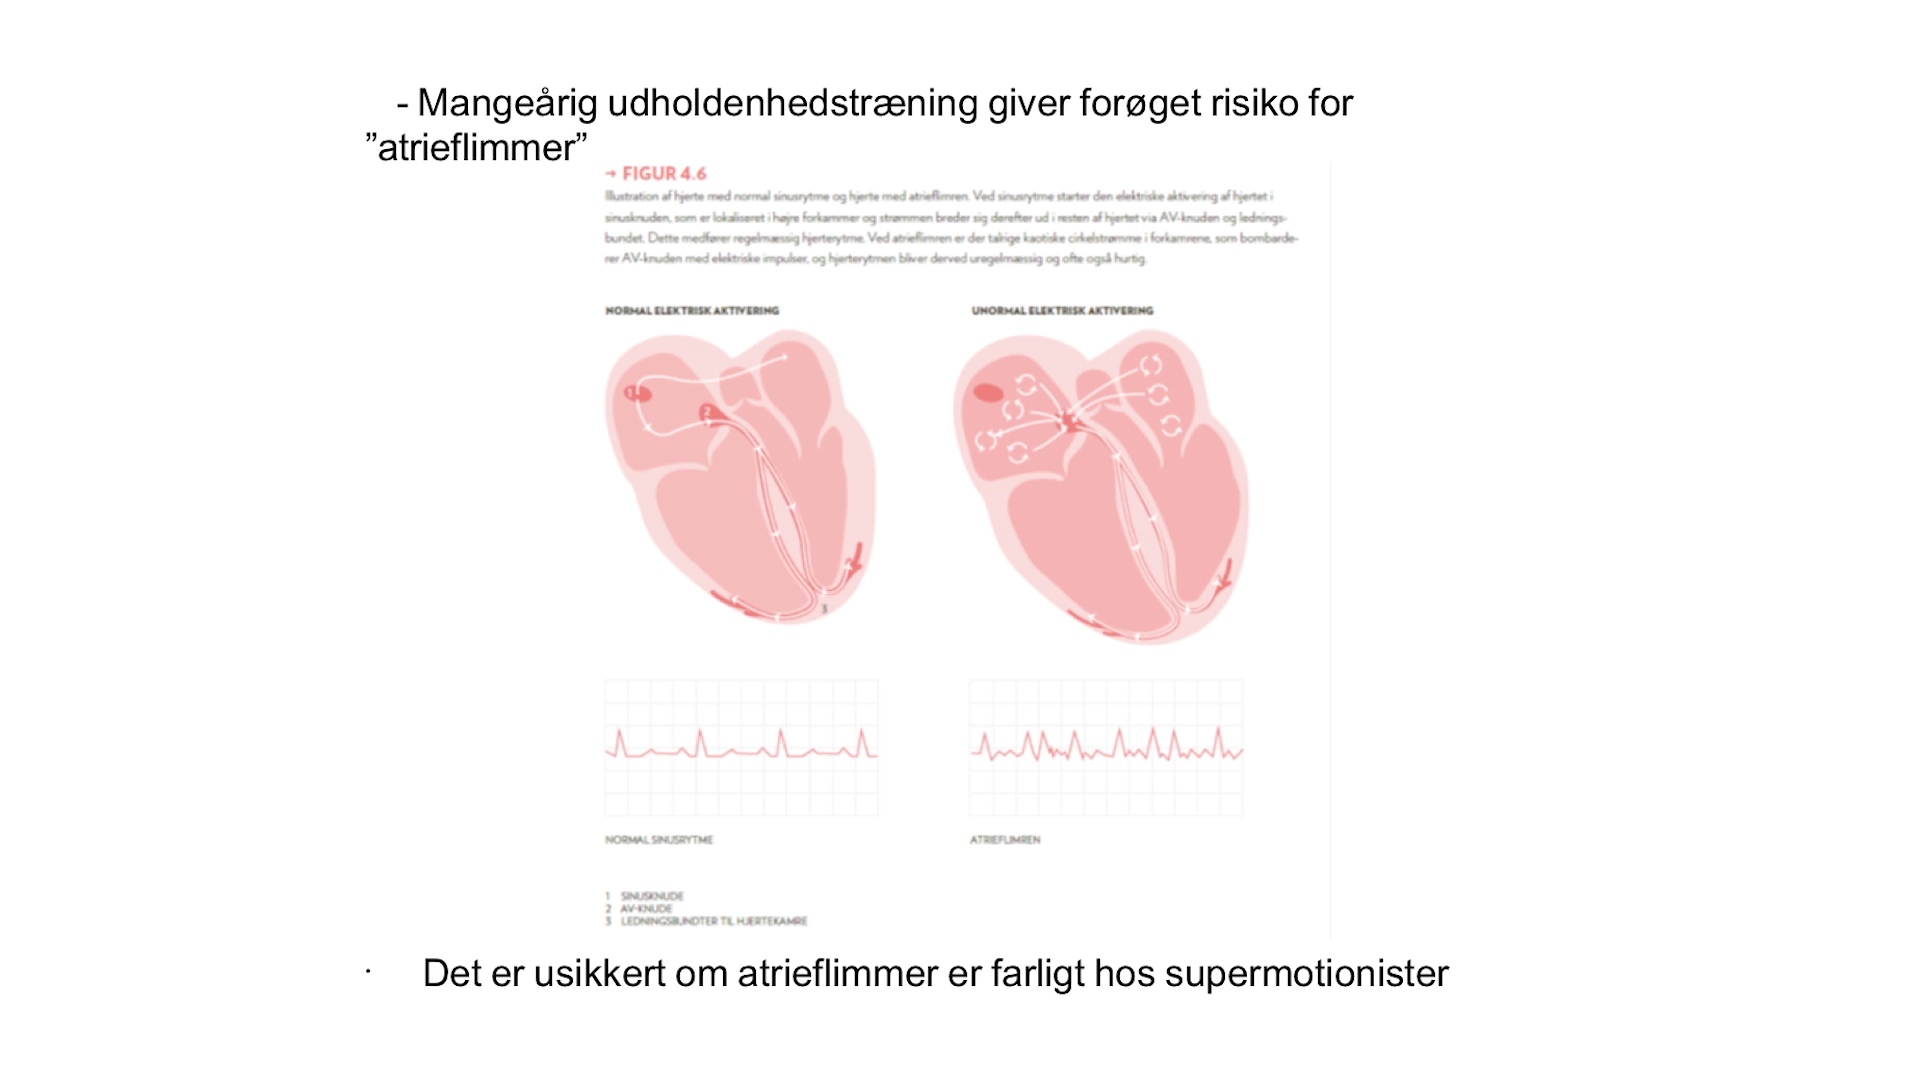 - Mangeårig udholdenhedstræning giver forøget risiko for
”atrieflimmer”
→ FIGUR 4.6
Illustration af hjerte med normal sinusrytme og hjerte med atrieflimren. Ved sinusrytme starter den elektriske aktivering af hjertet i
sinusknuden, som er lokaliseret i højre forkammer og strømmen breder sig derefter ud i resten af hjertet via AV-knuden og lednings-
bundet. Dette medfører regelmæssig hjerterytme. Ved atrieflimren er der talrige kaotiske cirkelstrømme i forkamrene, som bombarde-
rer AV-knuden med elektriske impulser, og hjerterytmen bliver derved uregelmæssig og ofte også hurtig.
NORMAL ELEKTRISK AKTIVERING
UNORMAL ELEKTRISK AKTIVERING
1
2
3
NORMAL SINUSRYTME
ATRIEFLIMREN
1 SINUSKNUDE
2 AV-KNUDE
3 LEDNINGSBUNDTER TIL HJERTEKAMRE
· Det er usikkert om atrieflimmer er farligt hos supermotionister